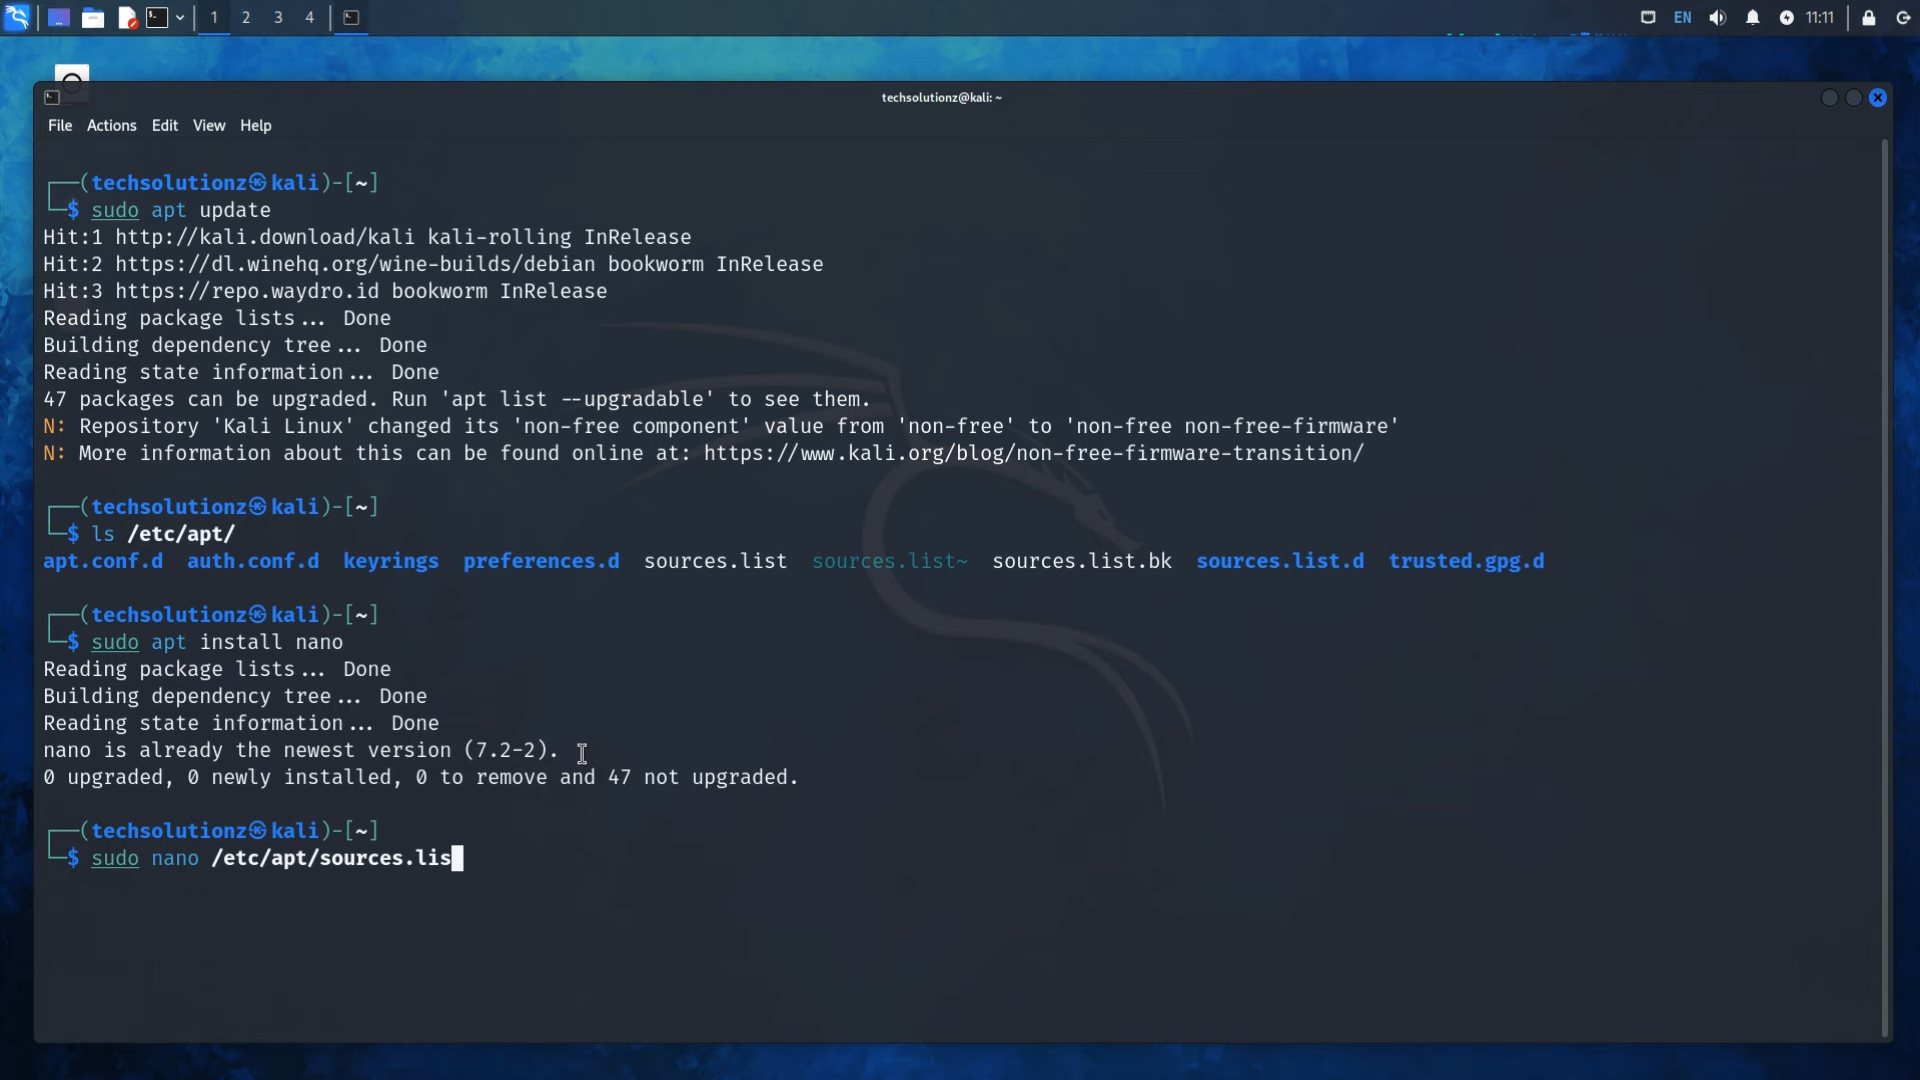 1 2 3 4 EN 11:11
techsolutionz@kali: ~
File Actions Edit View Help
┌──(techsolutionz㉿kali)-[~]
└─$ sudo apt update
Hit:1 http://kali.download/kali kali-rolling InRelease
Hit:2 https://dl.winehq.org/wine-builds/debian bookworm InRelease
Hit:3 https://repo.waydro.id bookworm InRelease
Reading package lists... Done
Building dependency tree... Done
Reading state information... Done
47 packages can be upgraded. Run 'apt list --upgradable' to see them.
N: Repository 'Kali Linux' changed its 'non-free component' value from 'non-free' to 'non-free non-free-firmware'
N: More information about this can be found online at: https://www.kali.org/blog/non-free-firmware-transition/
┌──(techsolutionz㉿kali)-[~]
└─$ ls /etc/apt/
apt.conf.d auth.conf.d keyrings preferences.d sources.list sources.list~ sources.list.bk sources.list.d trusted.gpg.d
┌──(techsolutionz㉿kali)-[~]
└─$ sudo apt install nano
Reading package lists... Done
Building dependency tree... Done
Reading state information... Done
nano is already the newest version (7.2-2).
0 upgraded, 0 newly installed, 0 to remove and 47 not upgraded.
┌──(techsolutionz㉿kali)-[~]
└─$ sudo nano /etc/apt/sources.lis